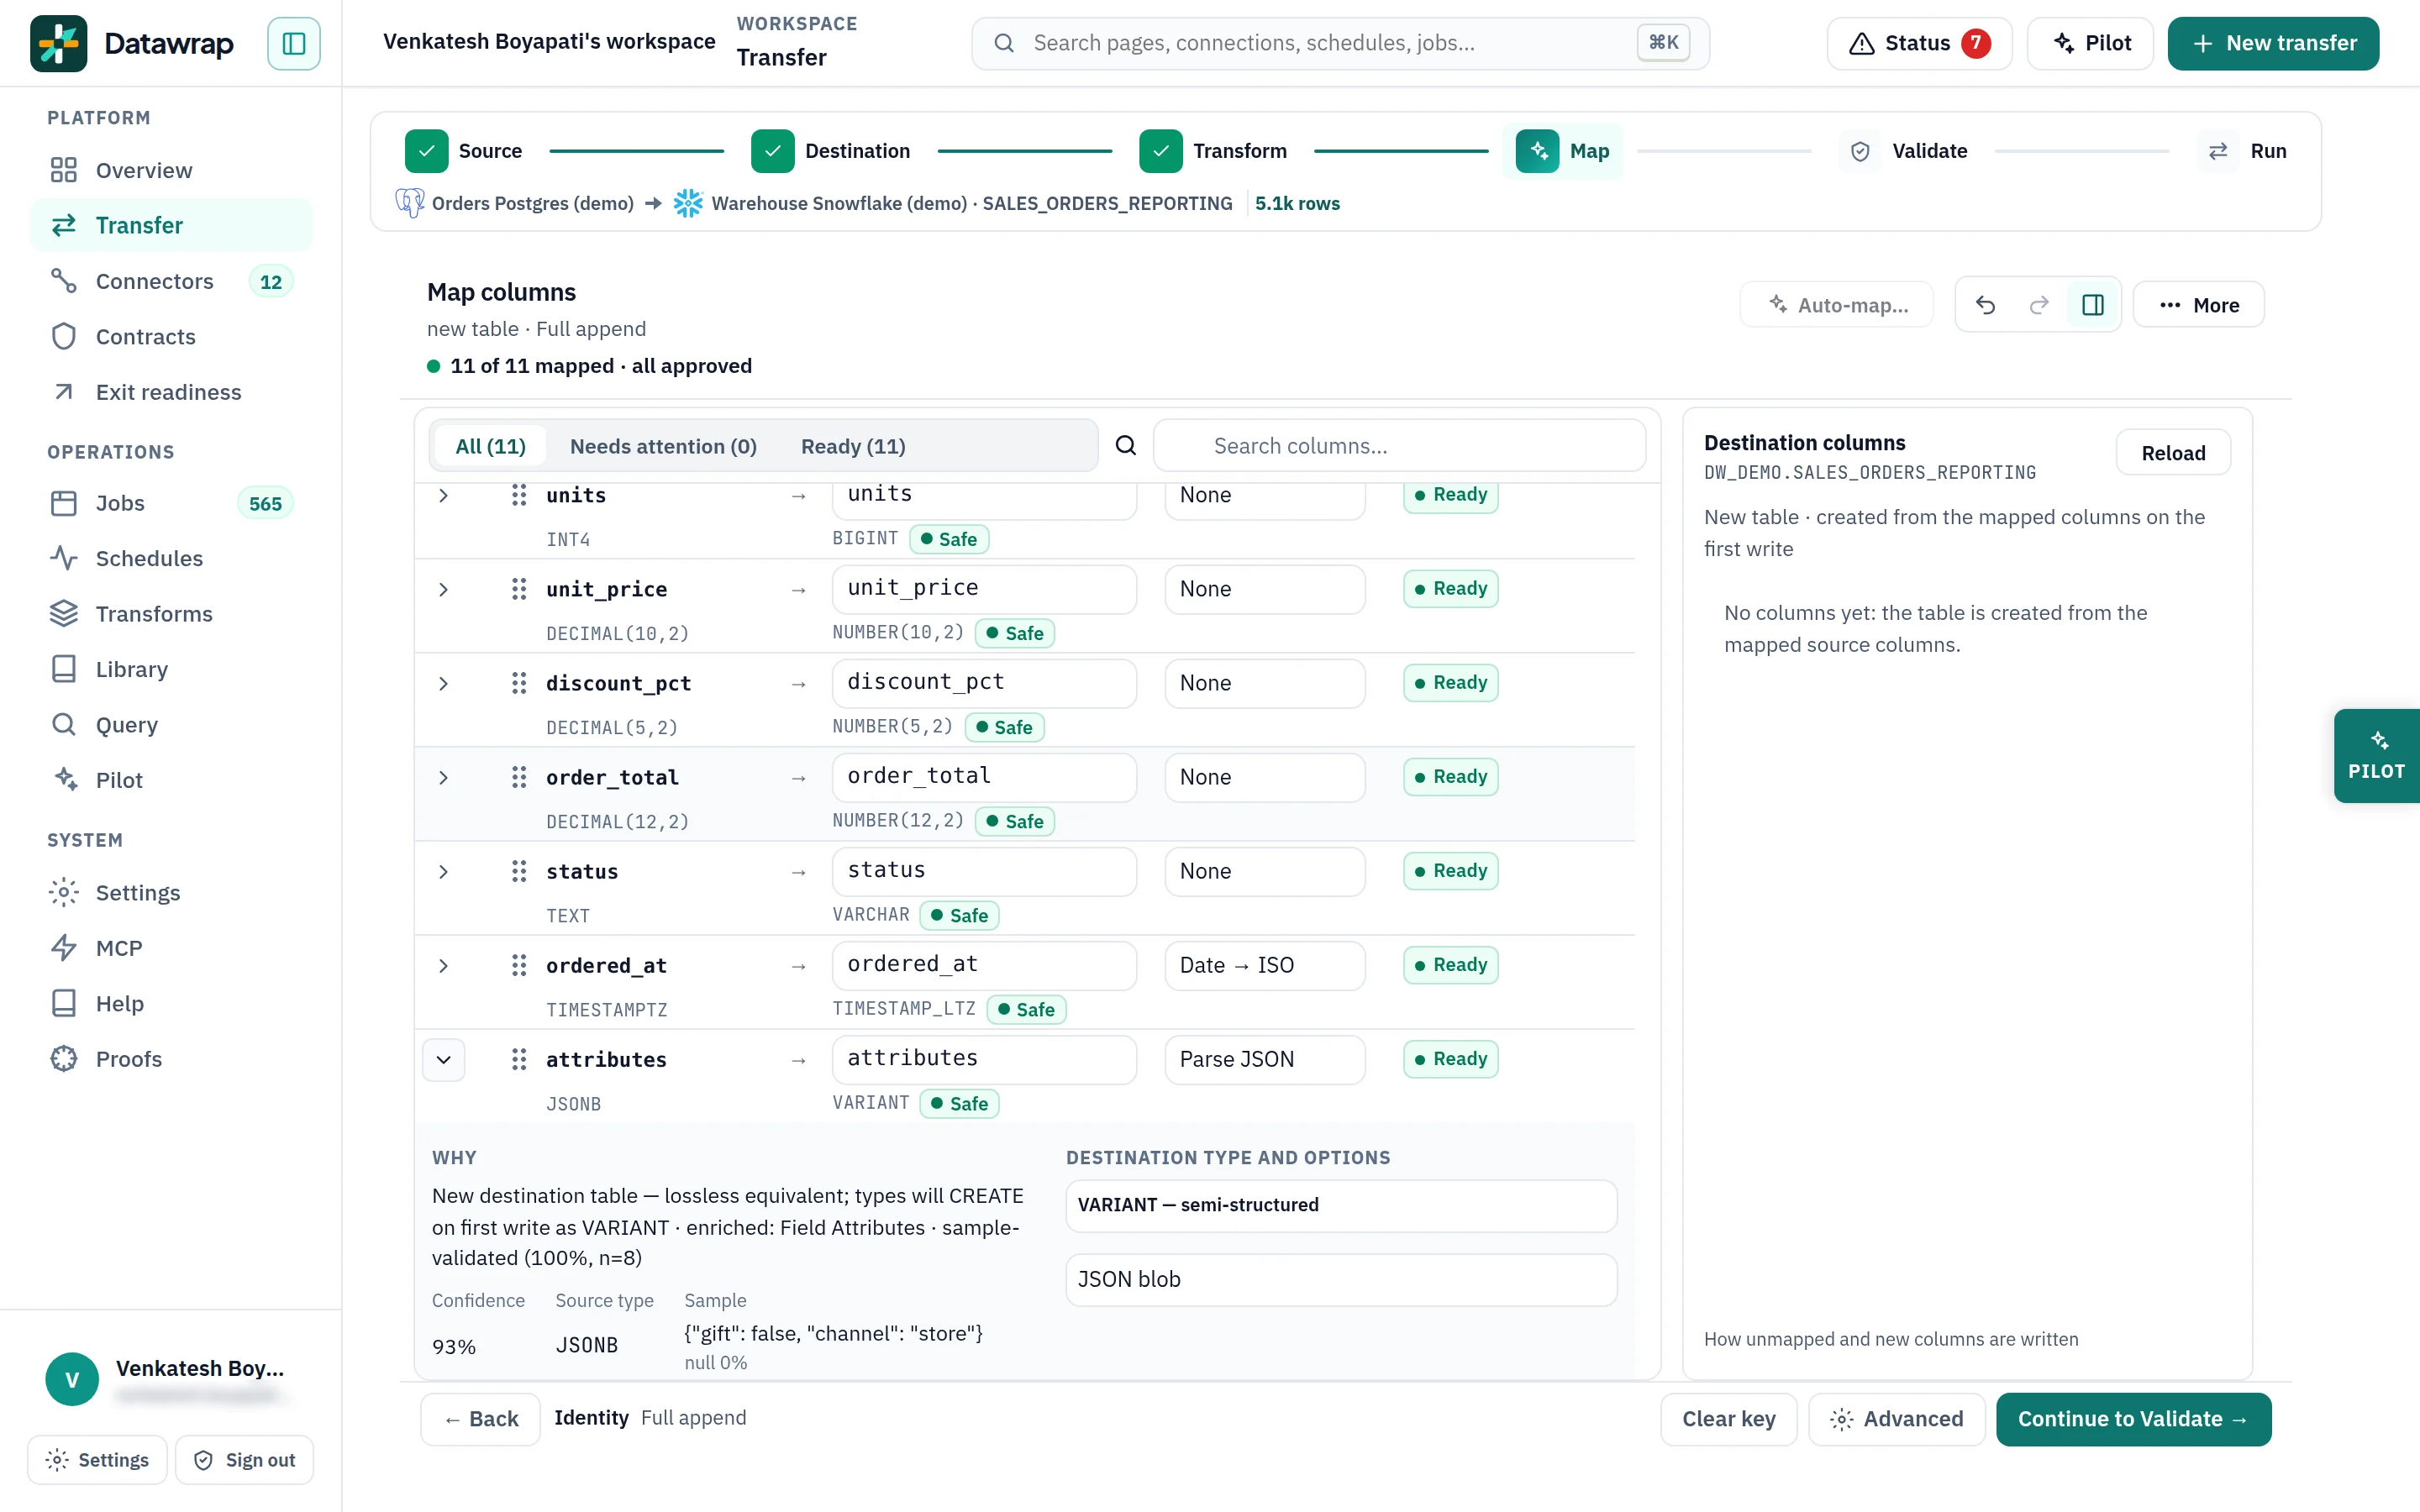 Datawrap
Venkatesh Boyapati's workspace
WORKSPACE
Transfer
Search pages, connections, schedules, jobs...
⌘K
Status 7
Pilot
+ New transfer
PLATFORM
Overview
Transfer
Connectors 12
Contracts
Exit readiness
OPERATIONS
Jobs 565
Schedules
Transforms
Library
Query
Pilot
SYSTEM
Settings
MCP
Help
Proofs
V
Venkatesh Boy...
Settings
Sign out
Source
Destination
Transform
Map
Validate
Run
Orders Postgres (demo) → Warehouse Snowflake (demo) · SALES_ORDERS_REPORTING 5.1k rows
Map columns
new table · Full append
11 of 11 mapped · all approved
Auto-map...
More
All (11)
Needs attention (0)
Ready (11)
Search columns...
units → units None Ready
INT4 BIGINT Safe
unit_price → unit_price None Ready
DECIMAL(10,2) NUMBER(10,2) Safe
discount_pct → discount_pct None Ready
DECIMAL(5,2) NUMBER(5,2) Safe
order_total → order_total None Ready
DECIMAL(12,2) NUMBER(12,2) Safe
status → status None Ready
TEXT VARCHAR Safe
ordered_at → ordered_at Date → ISO Ready
TIMESTAMPTZ TIMESTAMP_LTZ Safe
attributes → attributes Parse JSON Ready
JSONB VARIANT Safe
WHY
New destination table — lossless equivalent; types will CREATE
on first write as VARIANT · enriched: Field Attributes · sample-
validated (100%, n=8)
Confidence Source type Sample
93% JSONB {"gift": false, "channel": "store"}
null 0%
DESTINATION TYPE AND OPTIONS
VARIANT — semi-structured
JSON blob
Destination columns
DW_DEMO.SALES_ORDERS_REPORTING
Reload
New table · created from the mapped columns on the
first write
No columns yet: the table is created from the
mapped source columns.
How unmapped and new columns are written
PILOT
← Back
Identity Full append
Clear key
Advanced
Continue to Validate →